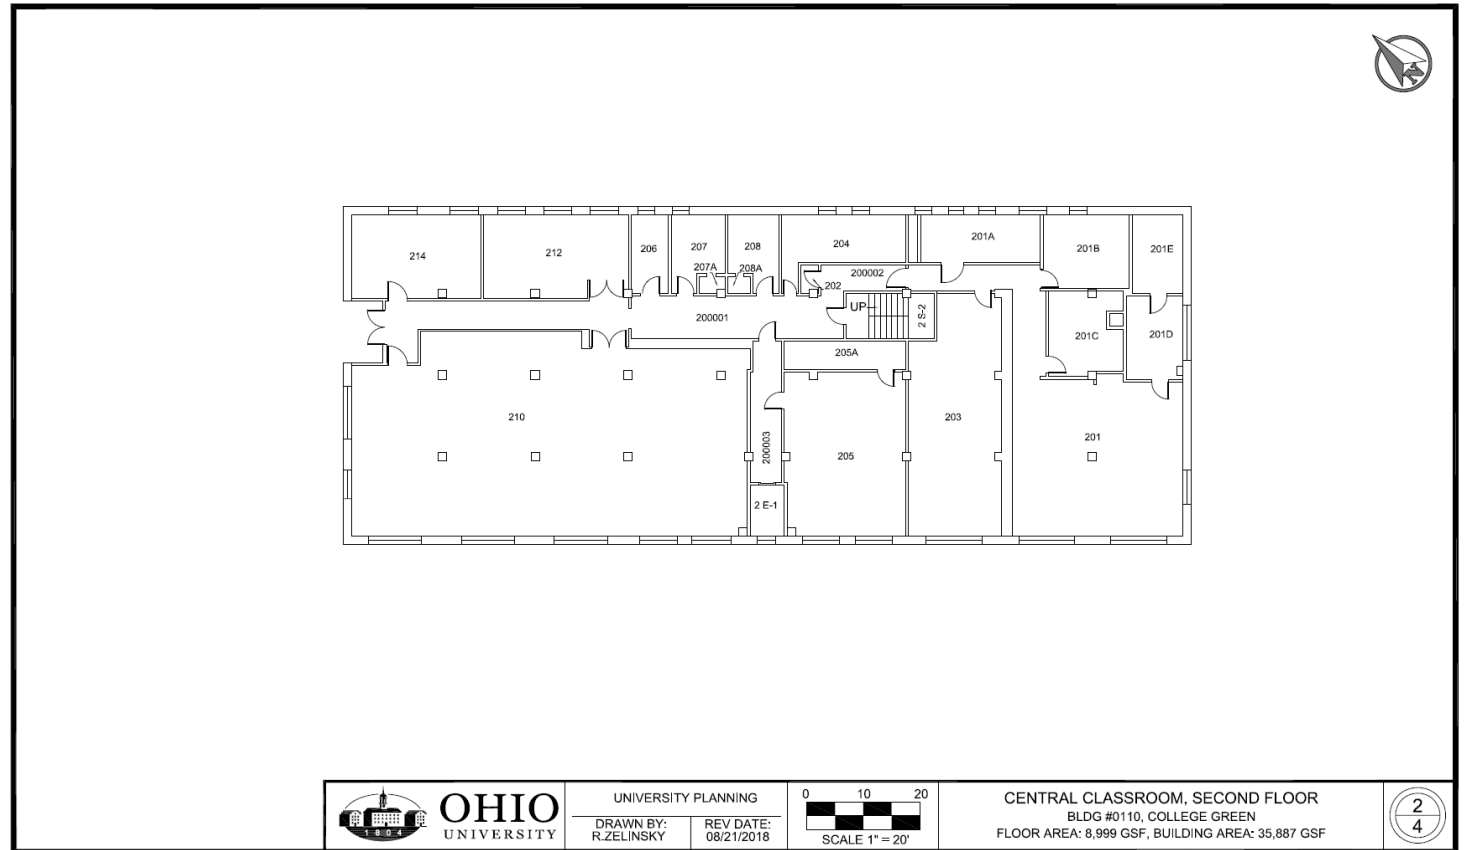 214
212
206
207
207A
208
208A
204
200002
202
201A
201B
201E
200001
UP
2 S-2
201C
201D
205A
210
200003
205
203
201
2 E-1
1804
OHIO
UNIVERSITY
UNIVERSITY PLANNING
DRAWN BY:
R.ZELINSKY
REV DATE:
08/21/2018
0 10 20
SCALE 1" = 20'
CENTRAL CLASSROOM, SECOND FLOOR
BLDG #0110, COLLEGE GREEN
FLOOR AREA: 8,999 GSF, BUILDING AREA: 35,887 GSF
2
4